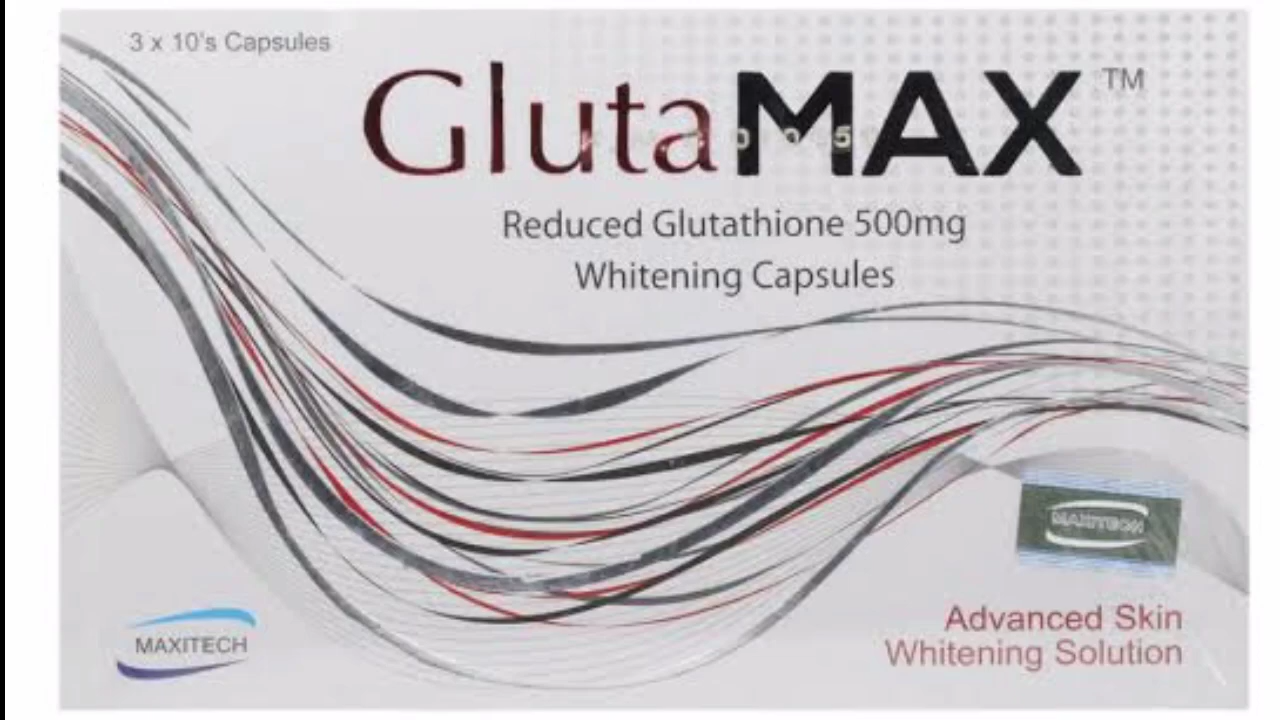 3 x 10's Capsules
GlutaMAX™
Reduced Glutathione 500mg
Whitening Capsules
MAXITECH
MAXITECH
Advanced Skin
Whitening Solution